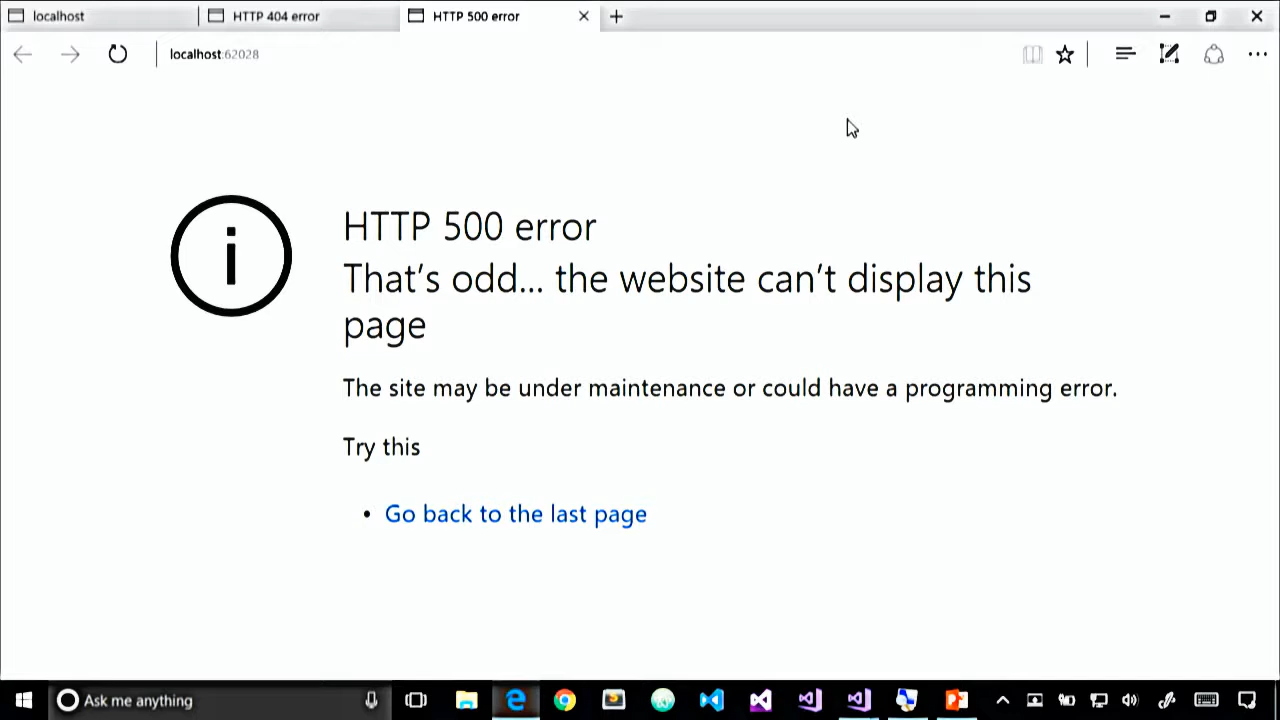 localhost
HTTP 404 error
HTTP 500 error
localhost:62028
HTTP 500 error
That's odd... the website can't display this
page
The site may be under maintenance or could have a programming error.
Try this
• Go back to the last page
Ask me anything